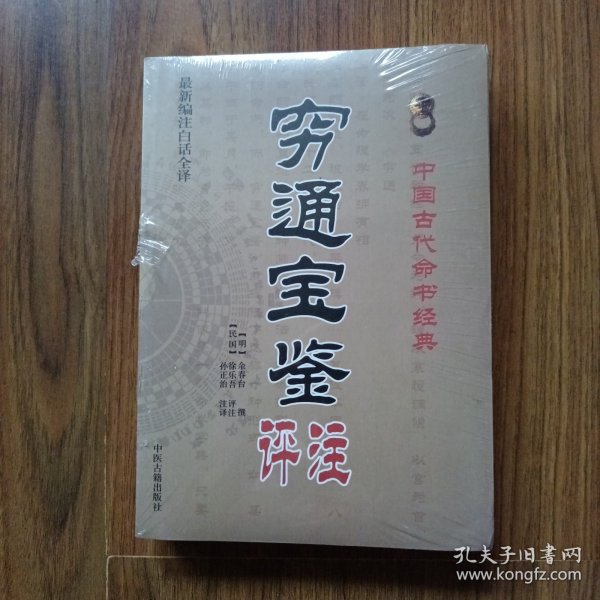 中国古代命书经典
穷通宝鉴
评注
最新编注白话全译
【明】余春台 撰
【民国】徐乐吾 评注
孙正治 注译
中医古籍出版社
孔夫子旧书网
www.kongfz.com